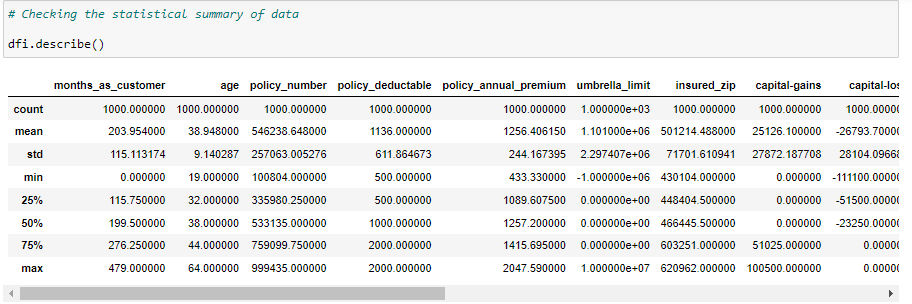 # Checking the statistical summary of data
dfi.describe()
months_as_customer age policy_number policy_deductable policy_annual_premium umbrella_limit insured_zip capital-gains capital-los
count 1000.000000 1000.000000 1000.000000 1000.000000 1000.000000 1.000000e+03 1000.000000 1000.000000 1000.00000
mean 203.954000 38.948000 546238.648000 1136.000000 1256.406150 1.101000e+06 501214.488000 25126.100000 -26793.70000
std 115.113174 9.140287 257063.005276 611.864673 244.167395 2.297407e+06 71701.610941 27872.187708 28104.09668
min 0.000000 19.000000 100804.000000 500.000000 433.330000 -1.000000e+06 430104.000000 0.000000 -111100.00000
25% 115.750000 32.000000 335980.250000 500.000000 1089.607500 0.000000e+00 448404.500000 0.000000 -51500.00000
50% 199.500000 38.000000 533135.000000 1000.000000 1257.200000 0.000000e+00 466445.500000 0.000000 -23250.00000
75% 276.250000 44.000000 759099.750000 2000.000000 1415.695000 0.000000e+00 603251.000000 51025.000000 0.00000
max 479.000000 64.000000 999435.000000 2000.000000 2047.590000 1.000000e+07 620962.000000 100500.000000 0.00000